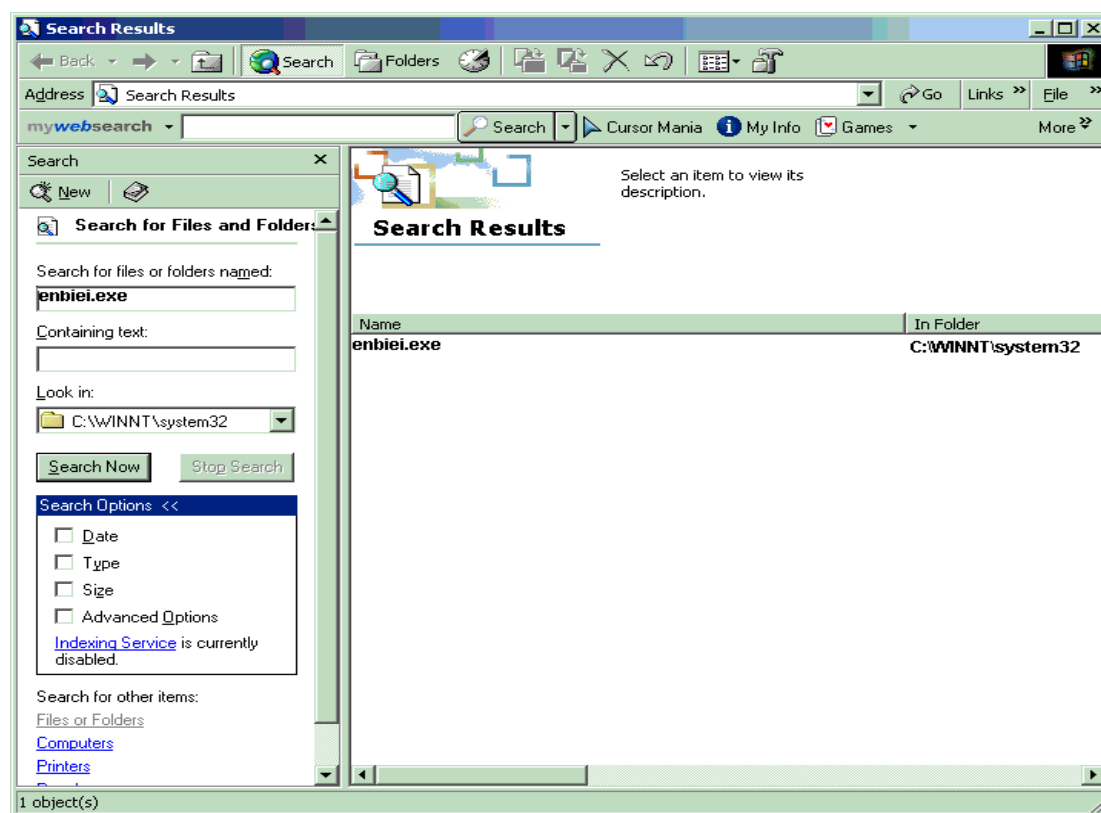 Search Results
Back Search Folders
Address Search Results Go Links » File »
mywebsearch Search Cursor Mania My Info Games More »
Search ×
New
Search for Files and Folders
Search for files or folders named:
enbiei.exe
Containing text:
Look in:
C:\WINNT\system32
Search Now Stop Search
Search Options <<
Date
Type
Size
Advanced Options
Indexing Service is currently
disabled.
Search for other items:
Files or Folders
Computers
Printers
Select an item to view its
description.
Search Results
Name In Folder
enbiei.exe C:\WINNT\system32
1 object(s)